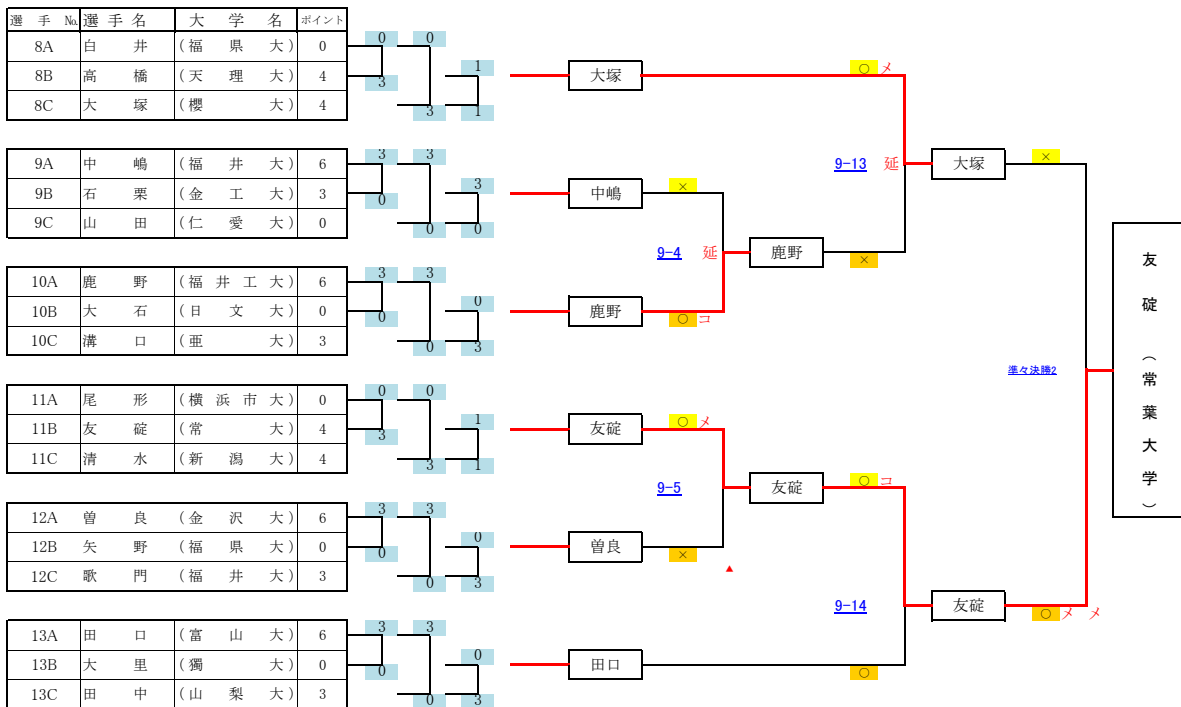 選手 № 選手名 大学名 ポイント
8A 白井 (福県大) 0
8B 高橋 (天理大) 4
8C 大塚 (櫻大) 4
0 0
3
1
3 1
大塚
○ メ
9A 中嶋 (福井大) 6
9B 石栗 (金工大) 3
9C 山田 (仁愛大) 0
3 3
0
3
0 0
中嶋
×
9-13 延
大塚
×
9-4 延
鹿野
×
10A 鹿野 (福井工大) 6
10B 大石 (日文大) 0
10C 溝口 (亜大) 3
3 3
0
0
0 3
鹿野
○ コ
準々決勝2
友碇(常葉大学)
11A 尾形 (横浜市大) 0
11B 友碇 (常大) 4
11C 清水 (新潟大) 4
0 0
3
1
3 1
友碇
○ メ
9-5
友碇
○ コ
12A 曽良 (金沢大) 6
12B 矢野 (福県大) 0
12C 歌門 (福井大) 3
3 3
0
0
0 3
曽良
×
▲
9-14
友碇
○ メ メ
13A 田口 (富山大) 6
13B 大里 (獨大) 0
13C 田中 (山梨大) 3
3 3
0
0
0 3
田口
○